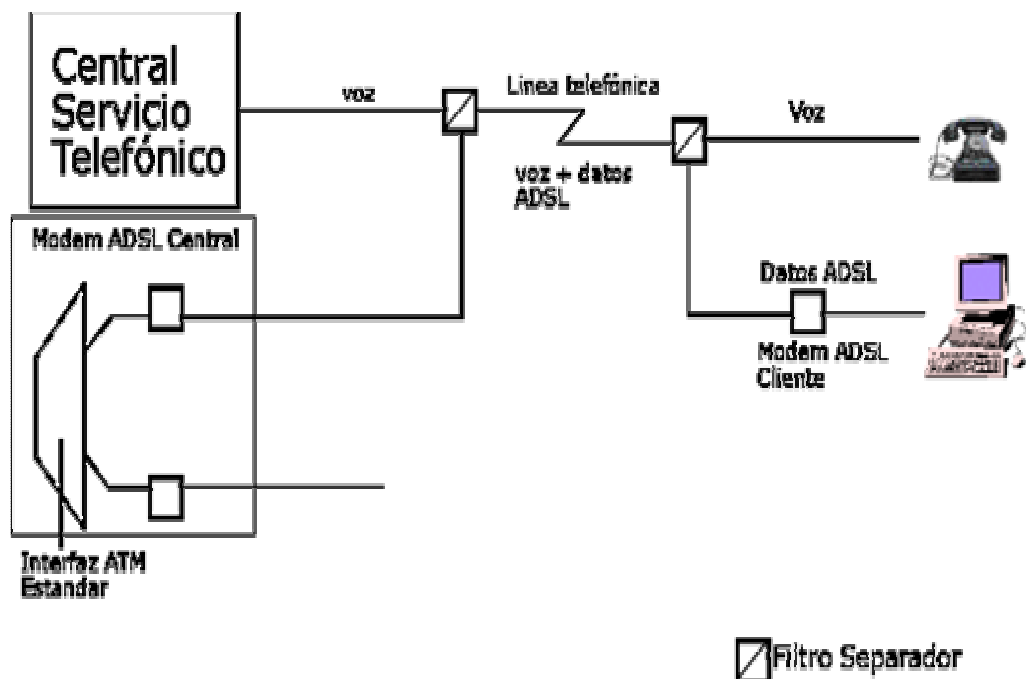 Central
Servicio
Telefónico
voz
Linea telefónica
voz + datos
ADSL
Voz
Modem ADSL Central
Datos ADSL
Modem ADSL
Cliente
Interfaz ATM
Estandar
Filtro Separador